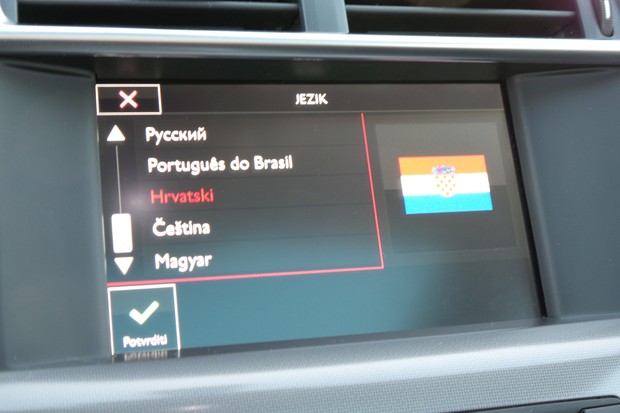 JEZIK
Русский
Português do Brasil
Hrvatski
Čeština
Magyar
Potvrditi